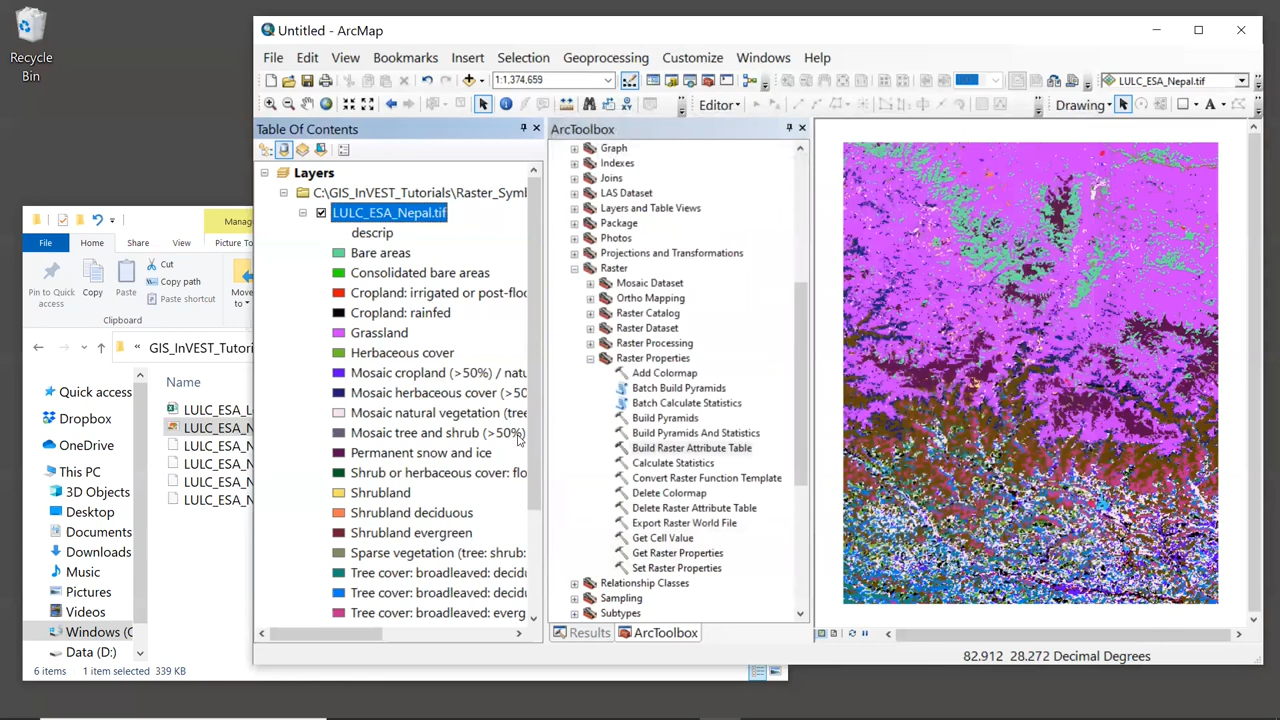 Recycle
Bin
Untitled - ArcMap
File Edit View Bookmarks Insert Selection Geoprocessing Customize Windows Help
1:1,374,659
LULC_ESA_Nepal.tif
Editor
Drawing
Table Of Contents
Layers
C:\GIS_InVEST_Tutorials\Raster_Symb
LULC_ESA_Nepal.tif
descrip
Bare areas
Consolidated bare areas
Cropland: irrigated or post-floo
Cropland: rainfed
Grassland
Herbaceous cover
Mosaic cropland (>50%) / natu
Mosaic herbaceous cover (>50
Mosaic natural vegetation (tree
Mosaic tree and shrub (>50%)
Permanent snow and ice
Shrub or herbaceous cover: flo
Shrubland
Shrubland deciduous
Shrubland evergreen
Sparse vegetation (tree: shrub:
Tree cover: broadleaved: decid
Tree cover: broadleaved: decid
Tree cover: broadleaved: everg
ArcToolbox
Graph
Indexes
Joins
LAS Dataset
Layers and Table Views
Package
Photos
Projections and Transformations
Raster
Mosaic Dataset
Ortho Mapping
Raster Catalog
Raster Dataset
Raster Processing
Raster Properties
Add Colormap
Batch Build Pyramids
Batch Calculate Statistics
Build Pyramids
Build Pyramids And Statistics
Build Raster Attribute Table
Calculate Statistics
Convert Raster Function Template
Delete Colormap
Delete Raster Attribute Table
Export Raster World File
Get Cell Value
Get Raster Properties
Set Raster Properties
Relationship Classes
Sampling
Subtypes
Results ArcToolbox
82.912 28.272 Decimal Degrees
Manag
File Home Share View Picture To
Pin to Quick
access
Copy
Paste
Cut
Copy path
Paste shortcut
Move
to
Clipboard
GIS_InVEST_Tutori
Name
Quick access
Dropbox
OneDrive
This PC
3D Objects
Desktop
Documents
Downloads
Music
Pictures
Videos
Windows (C
Data (D:)
LULC_ESA_L
LULC_ESA_N
LULC_ESA_N
LULC_ESA_N
LULC_ESA_N
LULC_ESA_N
6 items 1 item selected 339 KB